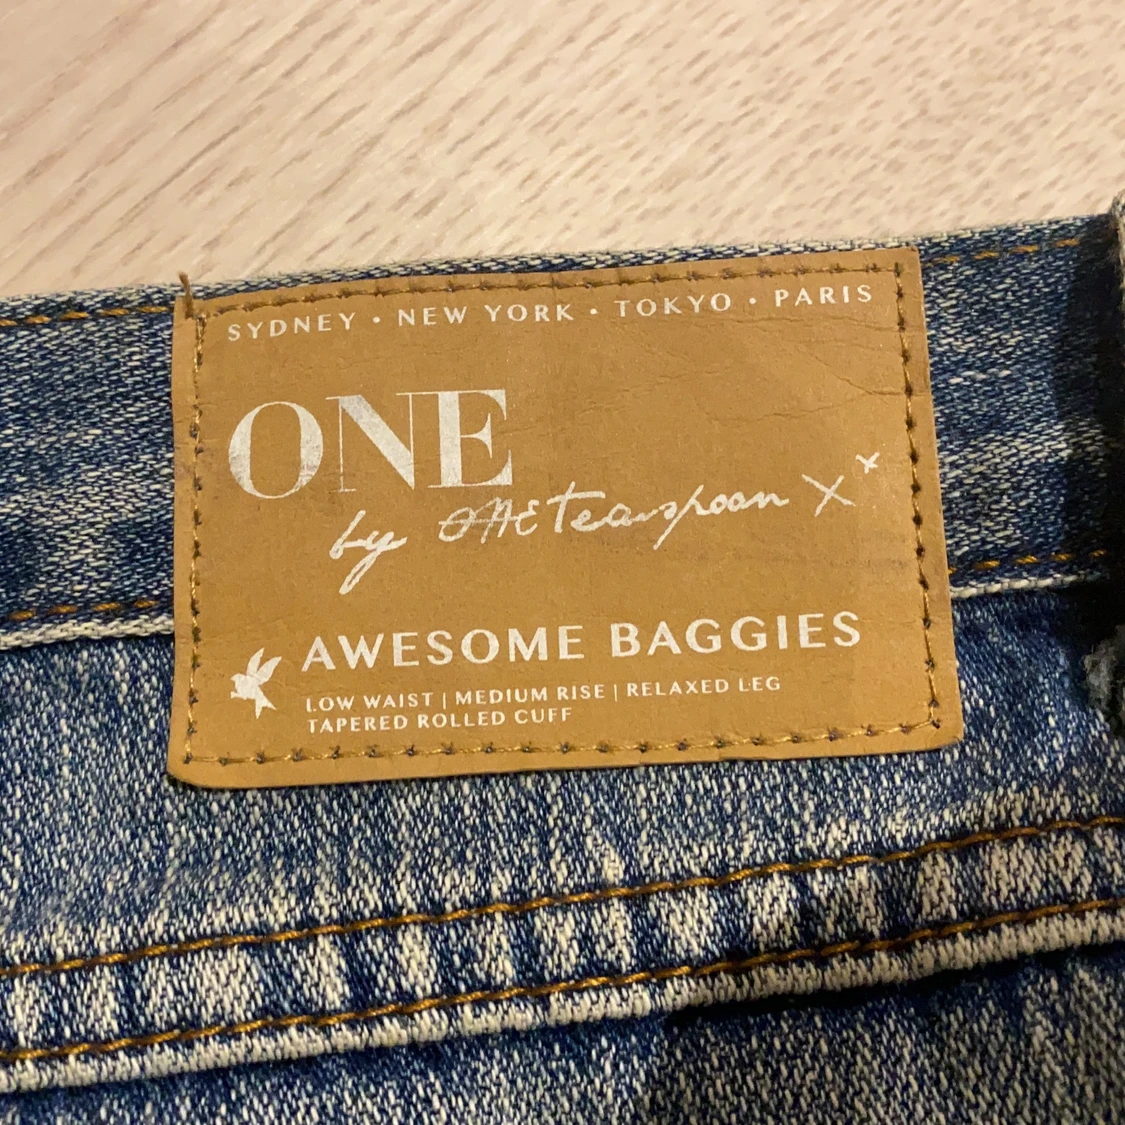 SYDNEY • NEW YORK • TOKYO • PARIS
ONE
by ONE teaspoon X x
AWESOME BAGGIES
LOW WAIST | MEDIUM RISE | RELAXED LEG
TAPERED ROLLED CUFF